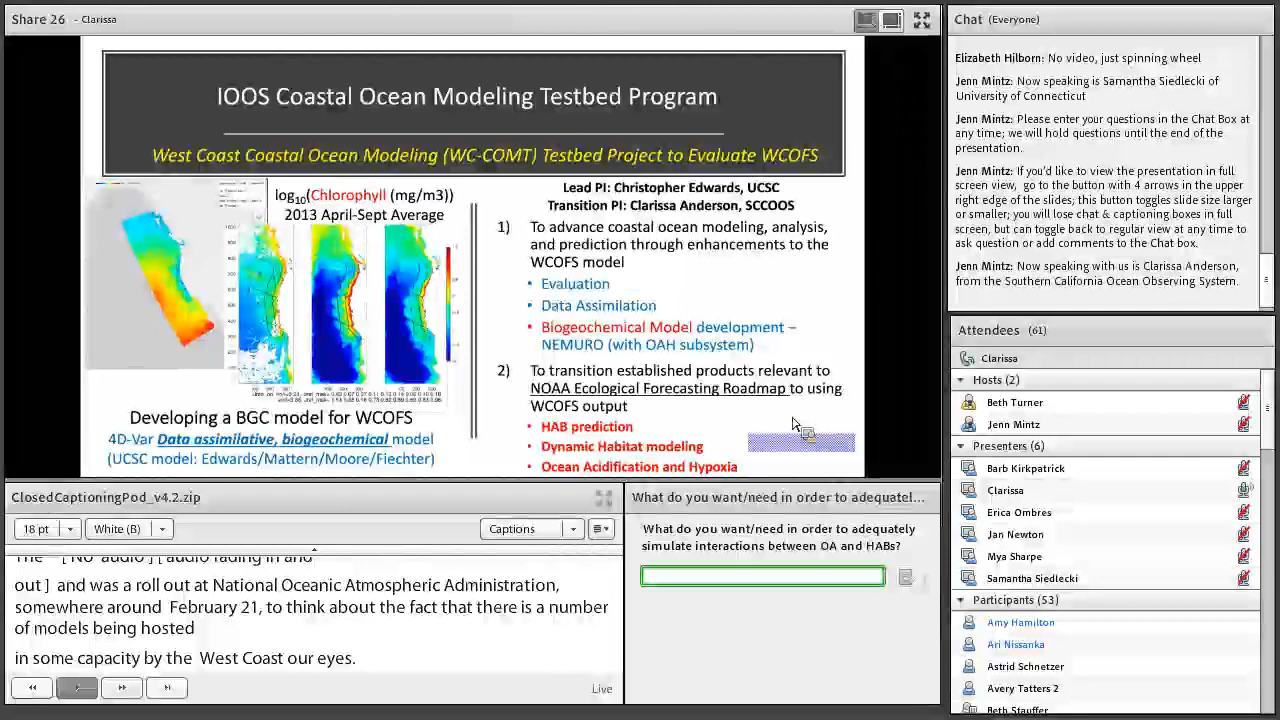 Share 26 - Clarissa
IOOS Coastal Ocean Modeling Testbed Program
West Coast Coastal Ocean Modeling (WC-COMT) Testbed Project to Evaluate WCOFS
log10(Chlorophyll (mg/m3))
2013 April-Sept Average
Developing a BGC model for WCOFS
4D-Var Data assimilative, biogeochemical model
(UCSC model: Edwards/Mattern/Moore/Fiechter)
Lead PI: Christopher Edwards, UCSC
Transition PI: Clarissa Anderson, SCCOOS
1) To advance coastal ocean modeling, analysis,
and prediction through enhancements to the
WCOFS model
• Evaluation
• Data Assimilation
• Biogeochemical Model development –
NEMURO (with OAH subsystem)
2) To transition established products relevant to
NOAA Ecological Forecasting Roadmap to using
WCOFS output
• HAB prediction
• Dynamic Habitat modeling
• Ocean Acidification and Hypoxia
ClosedCaptioningPod_v4.2.zip
18 pt
White (B)
Captions
The [ No audio ] [ audio fading in and
out ] and was a roll out at National Oceanic Atmospheric Administration,
somewhere around February 21, to think about the fact that there is a number
of models being hosted
in some capacity by the West Coast our eyes.
Live
What do you want/need in order to adequatel...
What do you want/need in order to adequately
simulate interactions between OA and HABs?
Chat (Everyone)
Elizabeth Hilborn: No video, just spinning wheel
Jenn Mintz: Now speaking is Samantha Siedlecki of
University of Connecticut
Jenn Mintz: Please enter your questions in the Chat Box at
any time; we will hold questions until the end of the
presentation.
Jenn Mintz: If you'd like to view the presentation in full
screen view, go to the button with 4 arrows in the upper
right edge of the slides; this button toggles slide size larger
or smaller; you will lose chat & captioning boxes in full
screen, but can toggle back to regular view at any time to
ask question or add comments to the Chat box.
Jenn Mintz: Now speaking with us is Clarissa Anderson,
from the Southern California Ocean Observing System.
Attendees (61)
Clarissa
Hosts (2)
Beth Turner
Jenn Mintz
Presenters (6)
Barb Kirkpatrick
Clarissa
Erica Ombres
Jan Newton
Mya Sharpe
Samantha Siedlecki
Participants (53)
Amy Hamilton
Ari Nissanka
Astrid Schnetzer
Avery Tatters 2
Beth Stauffer